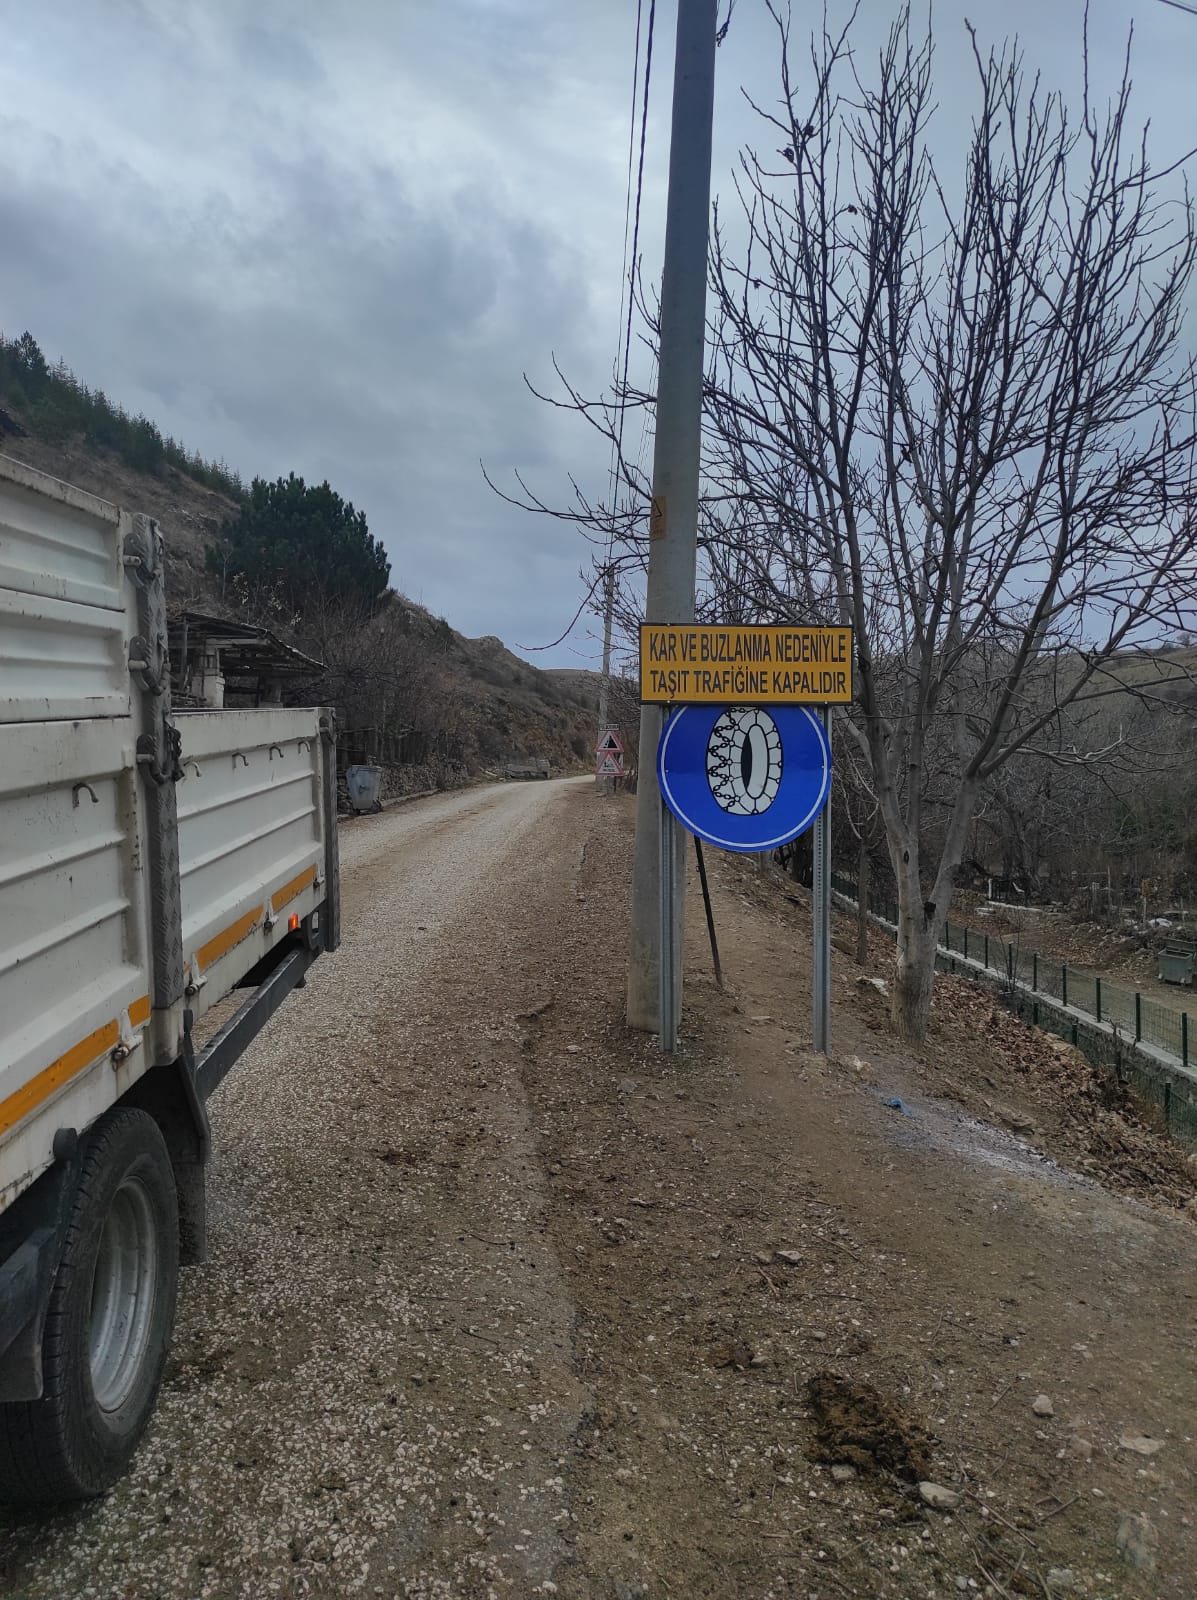 KAR VE BUZLANMA NEDENİYLE
TAŞIT TRAFİĞİNE KAPALIDIR